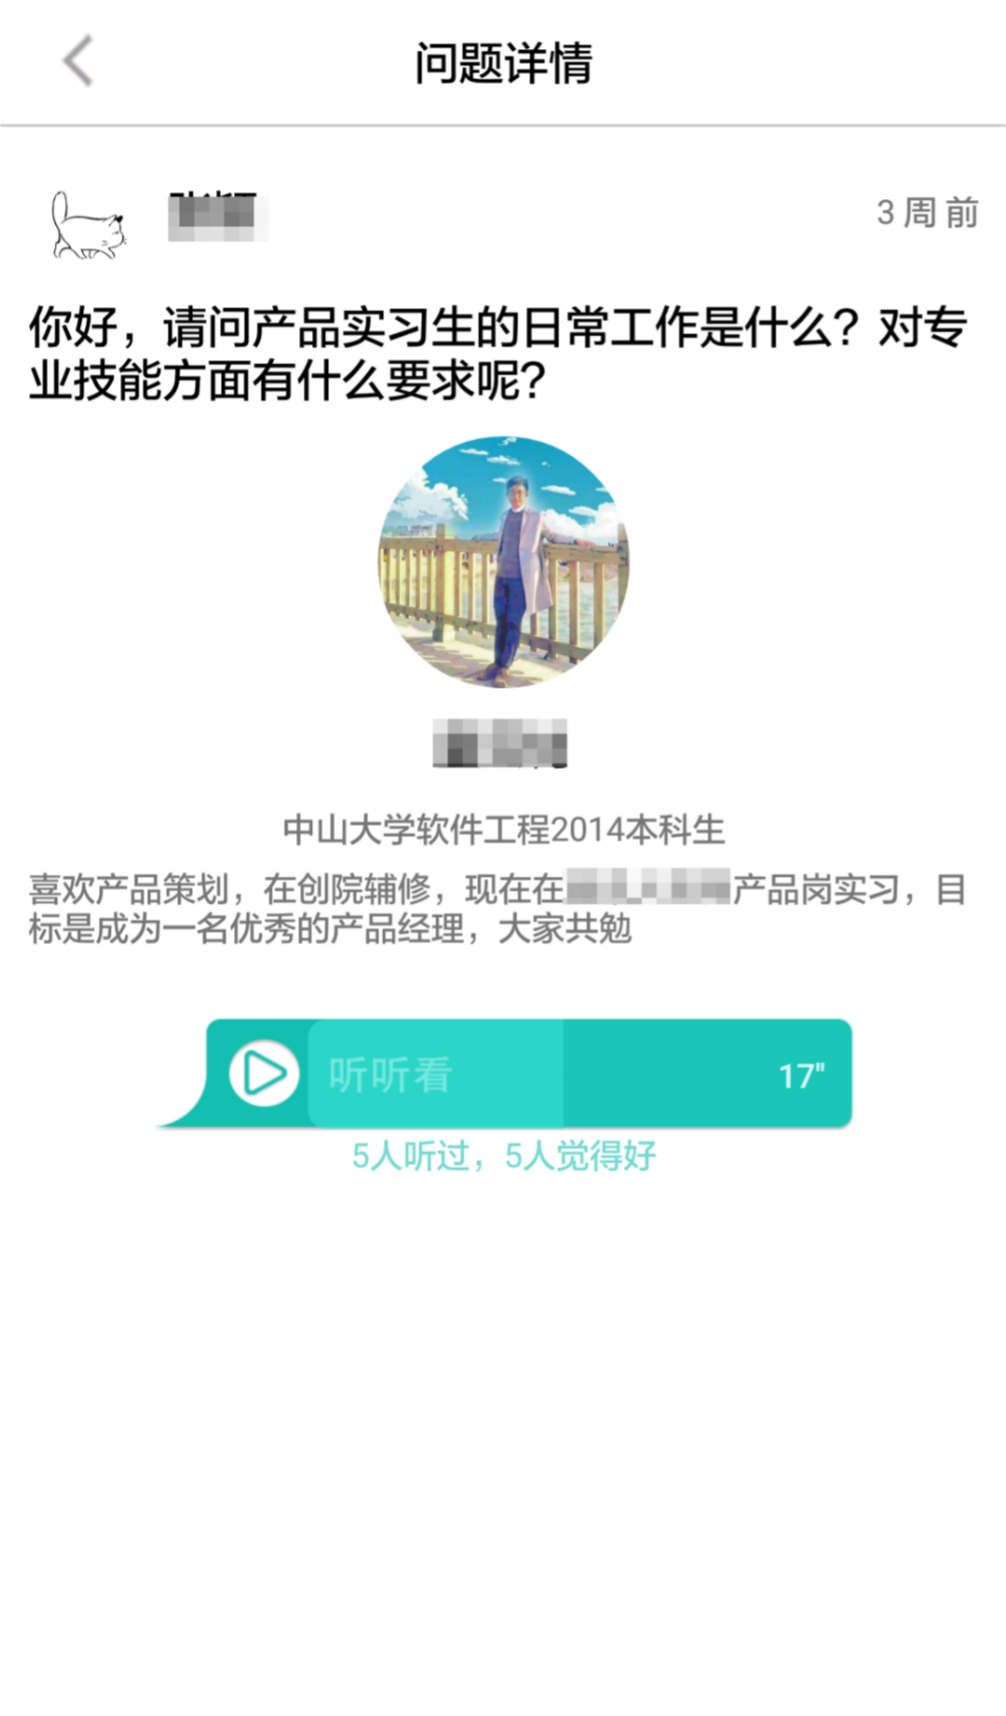 问题详情
3周前
你好，请问产品实习生的日常工作是什么？对专
业技能方面有什么要求呢？
中山大学软件工程2014本科生
喜欢产品策划，在创院辅修，现在在产品岗实习，目
标是成为一名优秀的产品经理，大家共勉
听听看 17"
5人听过，5人觉得好